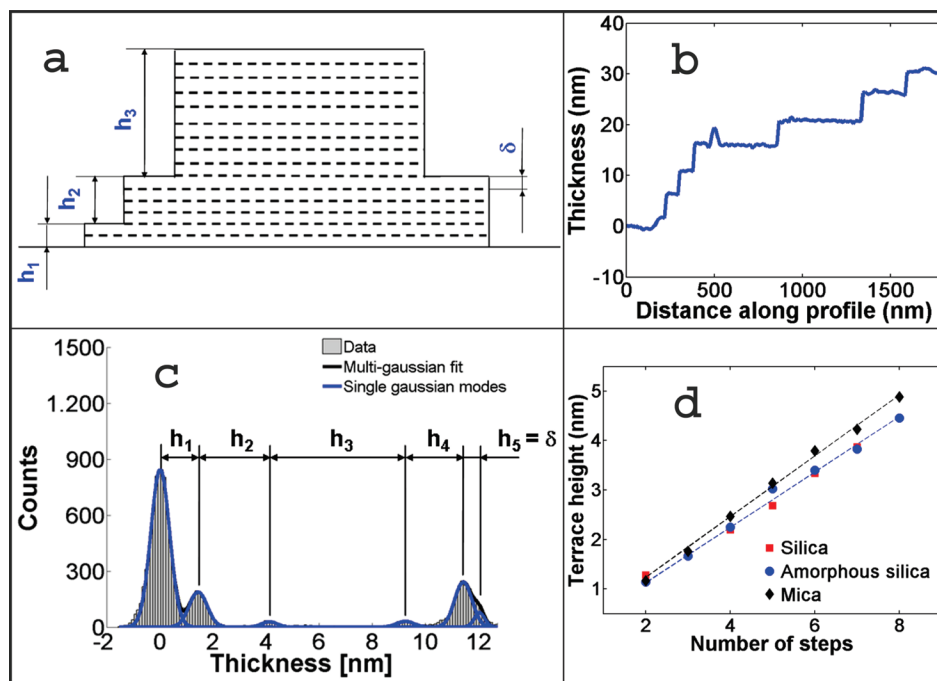 a
h3
h2
h1
δ
b
Thickness (nm)
40
30
20
10
0
-10
0
500
1000
1500
Distance along profile (nm)
c
Data
Multi-gaussian fit
Single gaussian modes
1500
1.200
900
600
300
0
Counts
h1
h2
h3
h4
h5 = δ
-2
0
2
4
6
8
10
12
Thickness [nm]
d
Terrace height (nm)
5
4
3
2
1
Silica
Amorphous silica
Mica
2
4
6
8
Number of steps